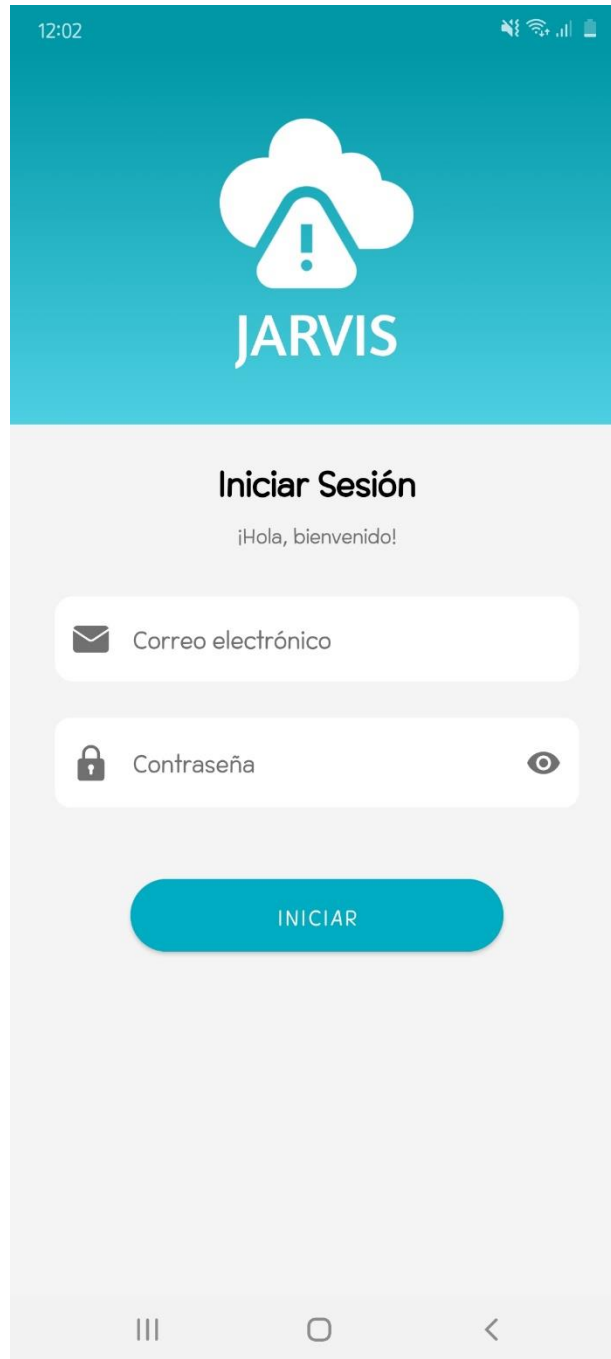 12:02
JARVIS
Iniciar Sesión
¡Hola, bienvenido!
Correo electrónico
Contraseña
INICIAR